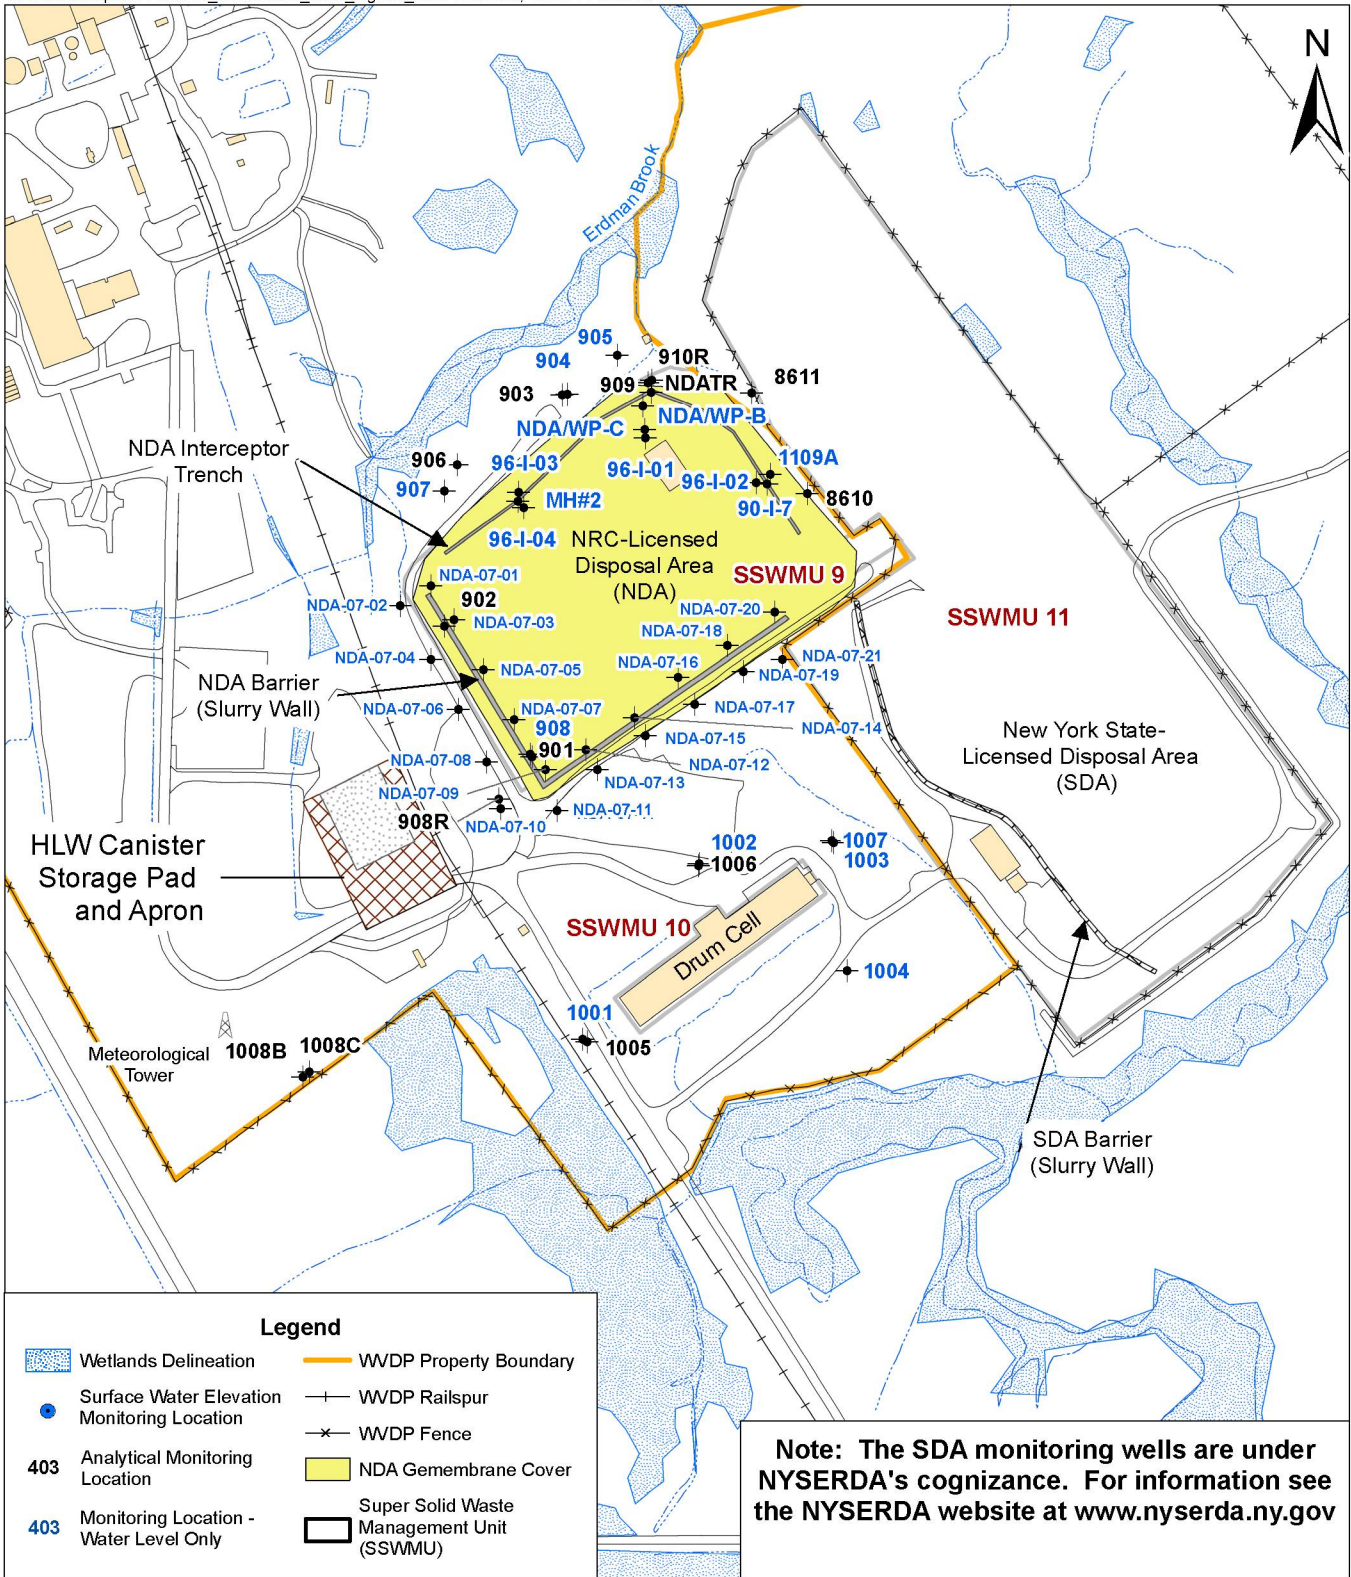 N
Erdman Brook
905
904
910R
909
NDATR
8611
903
NDA/WP-B
NDA/WP-C
NDA Interceptor
Trench
906
96-I-03
96-I-01
1109A
96-I-02
907
MH#2
90-I-7
8610
96-I-04
NRC-Licensed
Disposal Area
(NDA)
SSWMU 9
NDA-07-01
NDA-07-02
902
NDA-07-03
NDA-07-20
SSWMU 11
NDA-07-18
NDA-07-04
NDA-07-05
NDA-07-16
NDA-07-21
NDA-07-19
NDA Barrier
(Slurry Wall)
NDA-07-06
NDA-07-07
NDA-07-17
908
NDA-07-14
New York State-
Licensed Disposal Area
(SDA)
NDA-07-15
901
NDA-07-08
NDA-07-12
NDA-07-13
NDA-07-09
908R
NDA-07-10
NDA-07-11
HLW Canister
Storage Pad
and Apron
1002
1006
1007
1003
SSWMU 10
Drum Cell
1004
1001
1005
Meteorological
Tower
1008B
1008C
SDA Barrier
(Slurry Wall)
Legend
Wetlands Delineation
Surface Water Elevation
Monitoring Location
403
Analytical Monitoring
Location
403
Monitoring Location -
Water Level Only
WVDP Property Boundary
WVDP Railspur
WVDP Fence
NDA Gemembrane Cover
Super Solid Waste
Management Unit
(SSWMU)
Note: The SDA monitoring wells are under
NYSERDA's cognizance. For information see
the NYSERDA website at www.nyserda.ny.gov